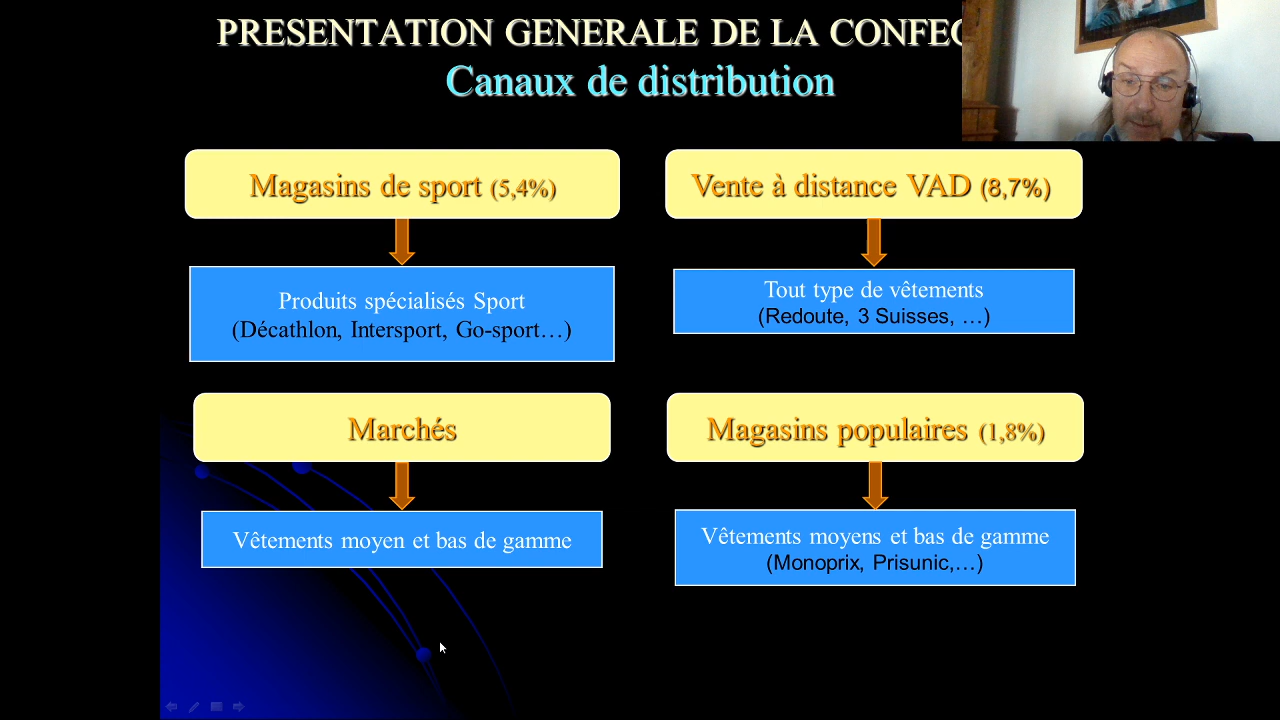 PRESENTATION GENERALE DE LA
Canaux de distribution
Magasins de sport (5,4%)
Produits spécialisés Sport
(Décathlon, Intersport, Go-sport…)
Vente à distance VAD (8,7%)
Tout type de vêtements
(Redoute, 3 Suisses, …)
Marchés
Vêtements moyen et bas de gamme
Magasins populaires (1,8%)
Vêtements moyens et bas de gamme
(Monoprix, Prisunic,…)